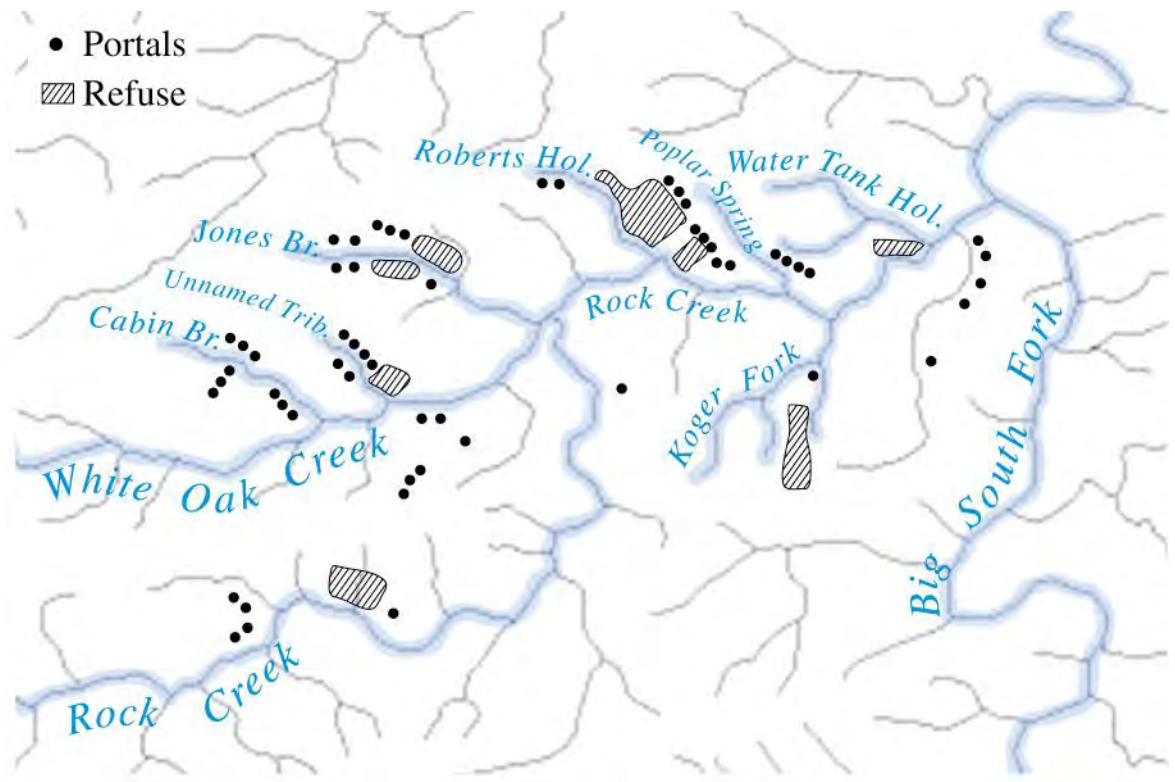 Portals
Refuse
Roberts Hol.
Poplar Spring
Water Tank Hol.
Jones Br.
Unnamed Trib.
Cabin Br.
Rock Creek
Koger Fork
White Oak Creek
Big South Fork
Rock Creek